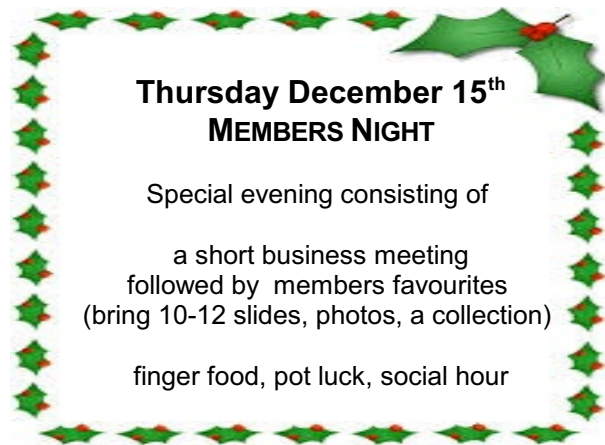 Thursday December 15th
MEMBERS NIGHT
Special evening consisting of
a short business meeting
followed by  members favourites
(bring 10-12 slides, photos, a collection)
finger food, pot luck, social hour